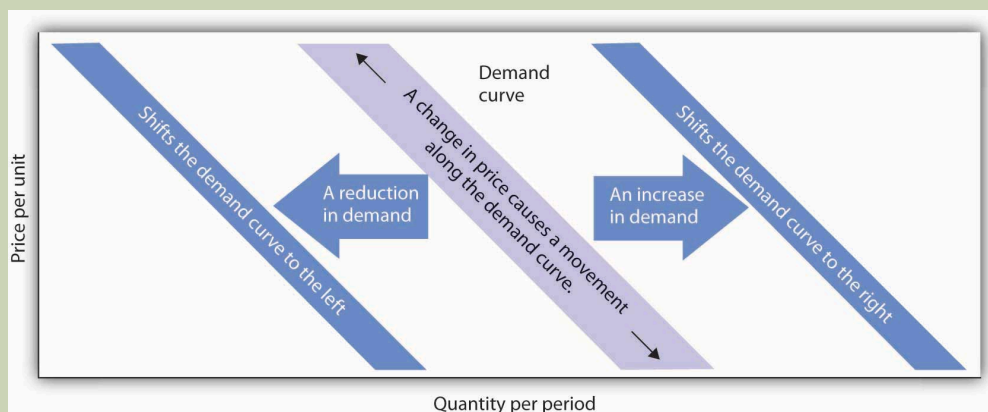 Price per unit
Shifts the demand curve to the left
A reduction
in demand
A change in price causes a movement
along the demand curve.
Demand
curve
An increase
in demand
Shifts the demand curve to the right
Quantity per period